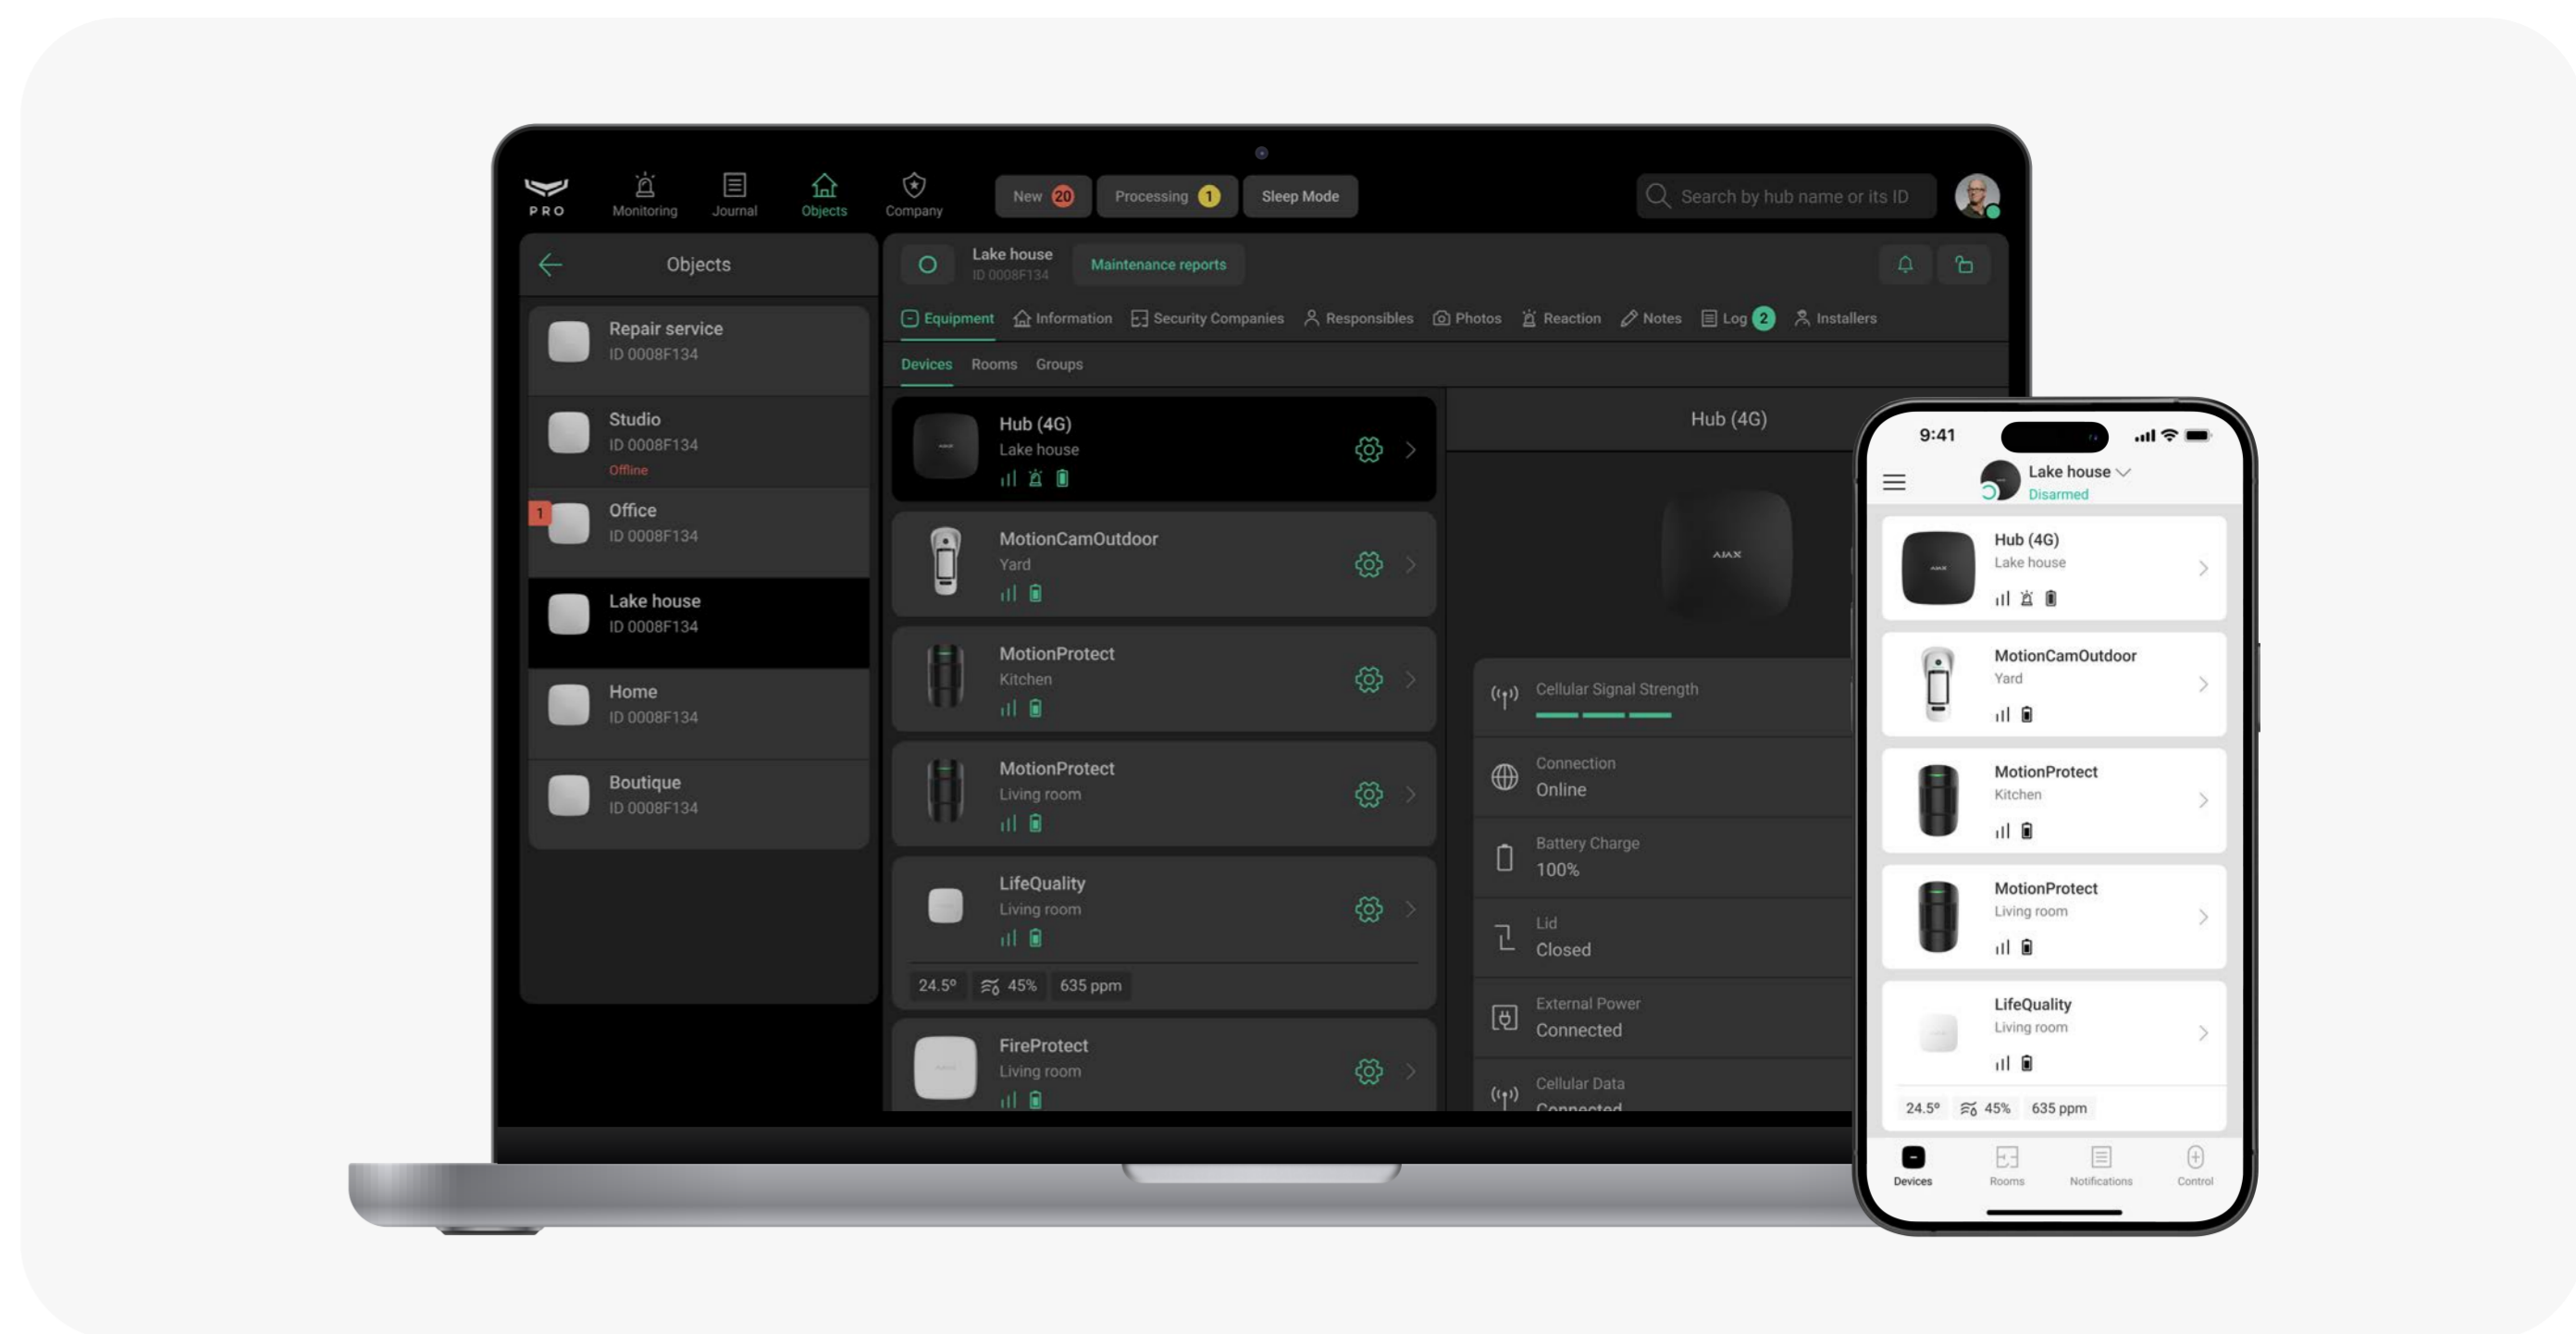 PRO
Monitoring
Journal
Objects
Company
New 20
Processing 1
Sleep Mode
Search by hub name or its ID
Objects
Repair service
ID 0008F134
Studio
ID 0008F134
Offline
1
Office
ID 0008F134
Lake house
ID 0008F134
Home
ID 0008F134
Boutique
ID 0008F134
Lake house
ID 0008F134
Maintenance reports
Equipment Information Security Companies Responsibles Photos Reaction Notes Log 2 Installers
Devices Rooms Groups
Hub (4G)
Lake house
MotionCamOutdoor
Yard
MotionProtect
Kitchen
MotionProtect
Living room
LifeQuality
Living room
24.5° 45% 635 ppm
FireProtect
Living room
Hub (4G)
AJAX
Cellular Signal Strength
Connection
Online
Battery Charge
100%
Lid
Closed
External Power
Connected
Cellular Data
Connected
9:41
Lake house
Disarmed
Hub (4G)
Lake house
MotionCamOutdoor
Yard
MotionProtect
Kitchen
MotionProtect
Living room
LifeQuality
Living room
24.5° 45% 635 ppm
Devices Rooms Notifications Control